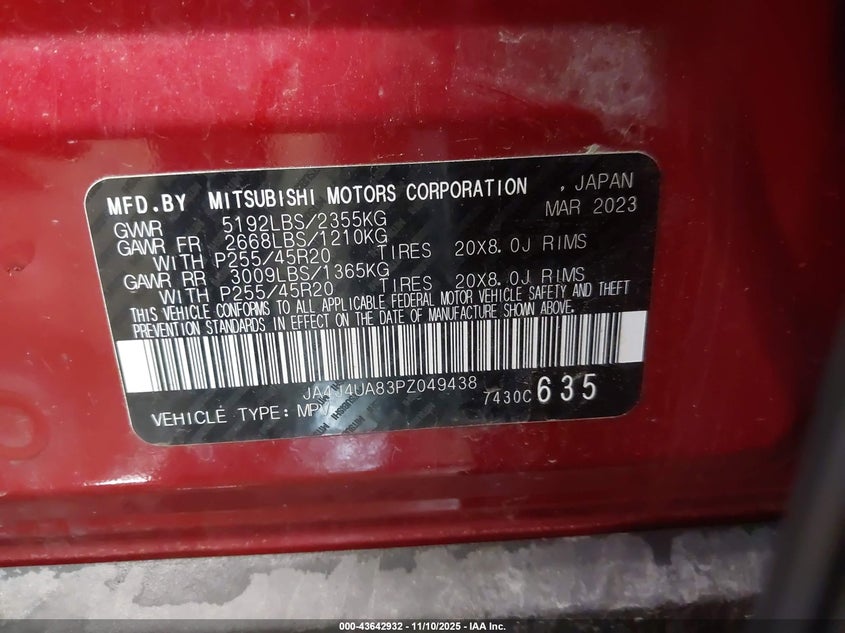 MFD.BY MITSUBISHI MOTORS CORPORATION , JAPAN
GVWR 5192LBS/2355KG MAR 2023
GAWR FR 2668LBS/1210KG
WITH P255/45R20 TIRES 20X8.0J RIMS
GAWR RR 3009LBS/1365KG
WITH P255/45R20 TIRES 20X8.0J RIMS
THIS VEHICLE CONFORMS TO ALL APPLICABLE FEDERAL MOTOR VEHICLE SAFETY AND THEFT
PREVENTION STANDARDS IN EFFECT ON THE DATE OF MANUFACTURE SHOWN ABOVE.
JA4J4UA83PZ049438 7430C 635
VEHICLE TYPE: MPV
000-43642932 - 11/10/2025 - IAA Inc.